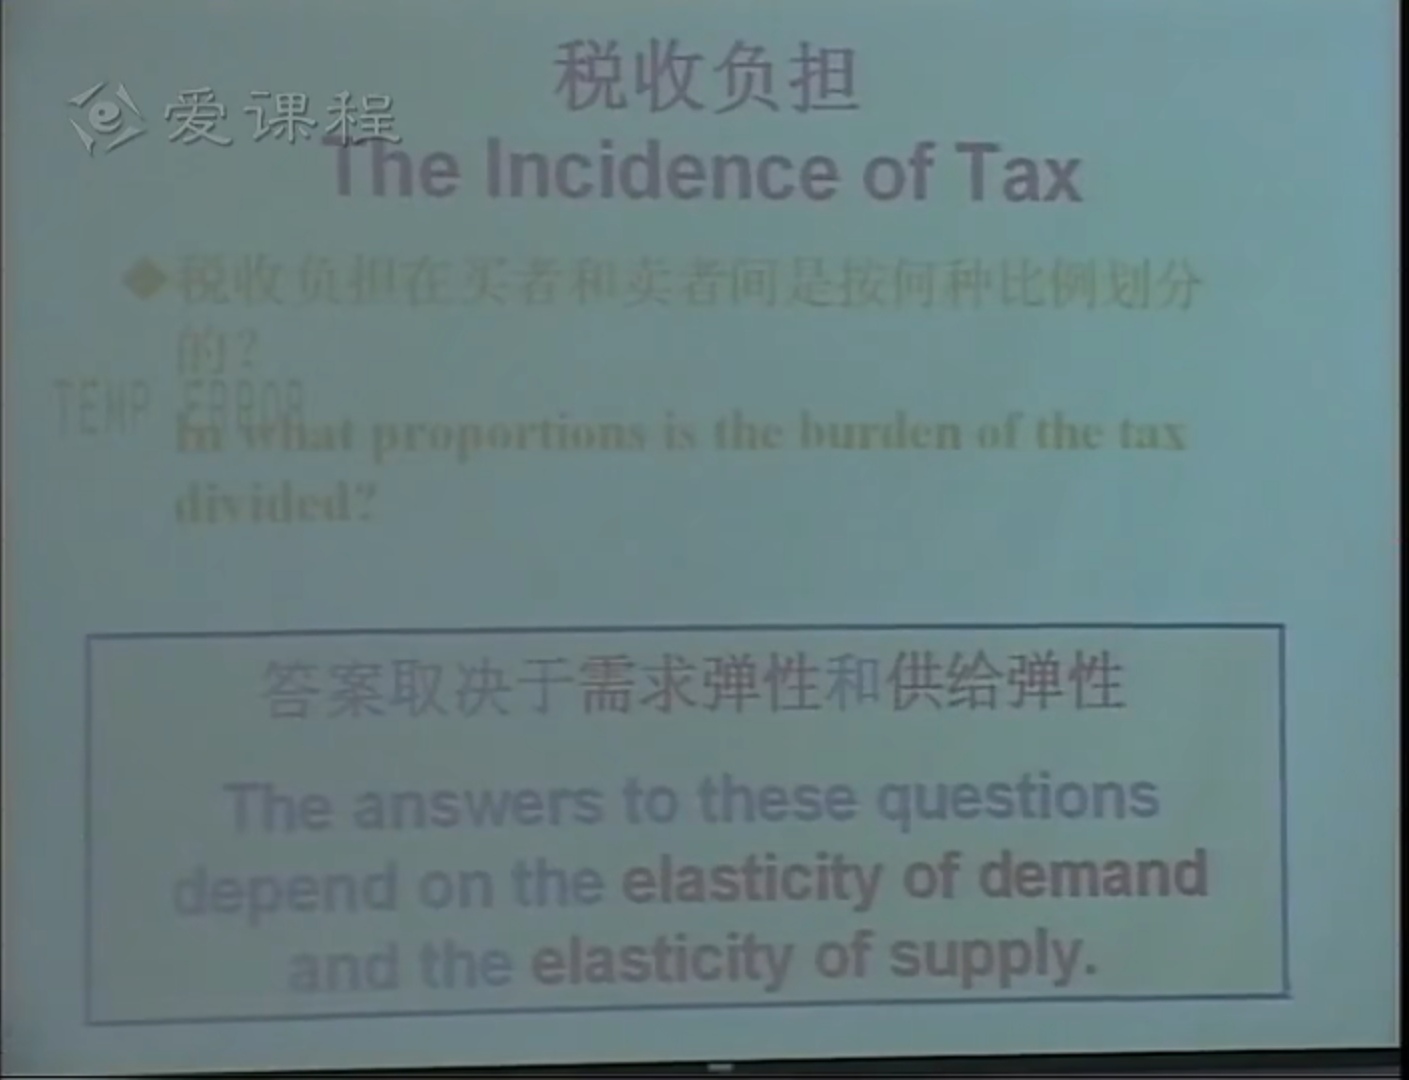 税收负担
爱课程
The Incidence of Tax
◆税收负担在买者和卖者间是按何种比例划分
的？
TEMP ERROR
In what proportions is the burden of the tax
divided?
答案取决于需求弹性和供给弹性
The answers to these questions
depend on the elasticity of demand
and the elasticity of supply.